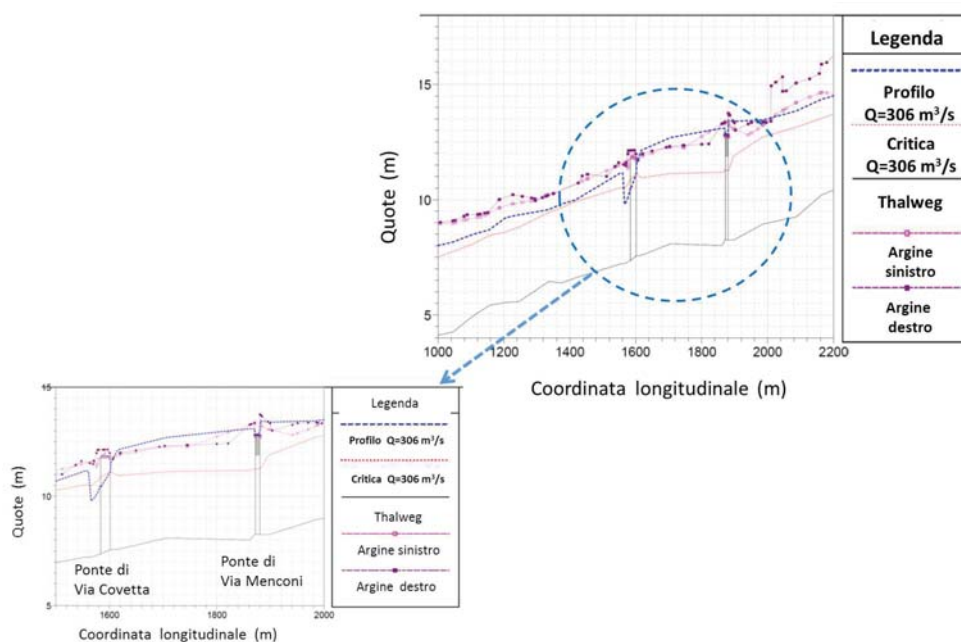 15
10
5
Quote (m)
1000
1200
1400
1600
1800
2000
2200
Coordinata longitudinale (m)
Legenda
Profilo
Q=306 m³/s
Critica
Q=306 m³/s
Thalweg
Argine
sinistro
Argine
destro
15
10
5
Quote (m)
Ponte di
Via Covetta
Ponte di
Via Menconi
1600
1800
2000
Coordinata longitudinale (m)
Legenda
Profilo Q=306 m³/s
Critica Q=306 m³/s
Thalweg
Argine sinistro
Argine destro